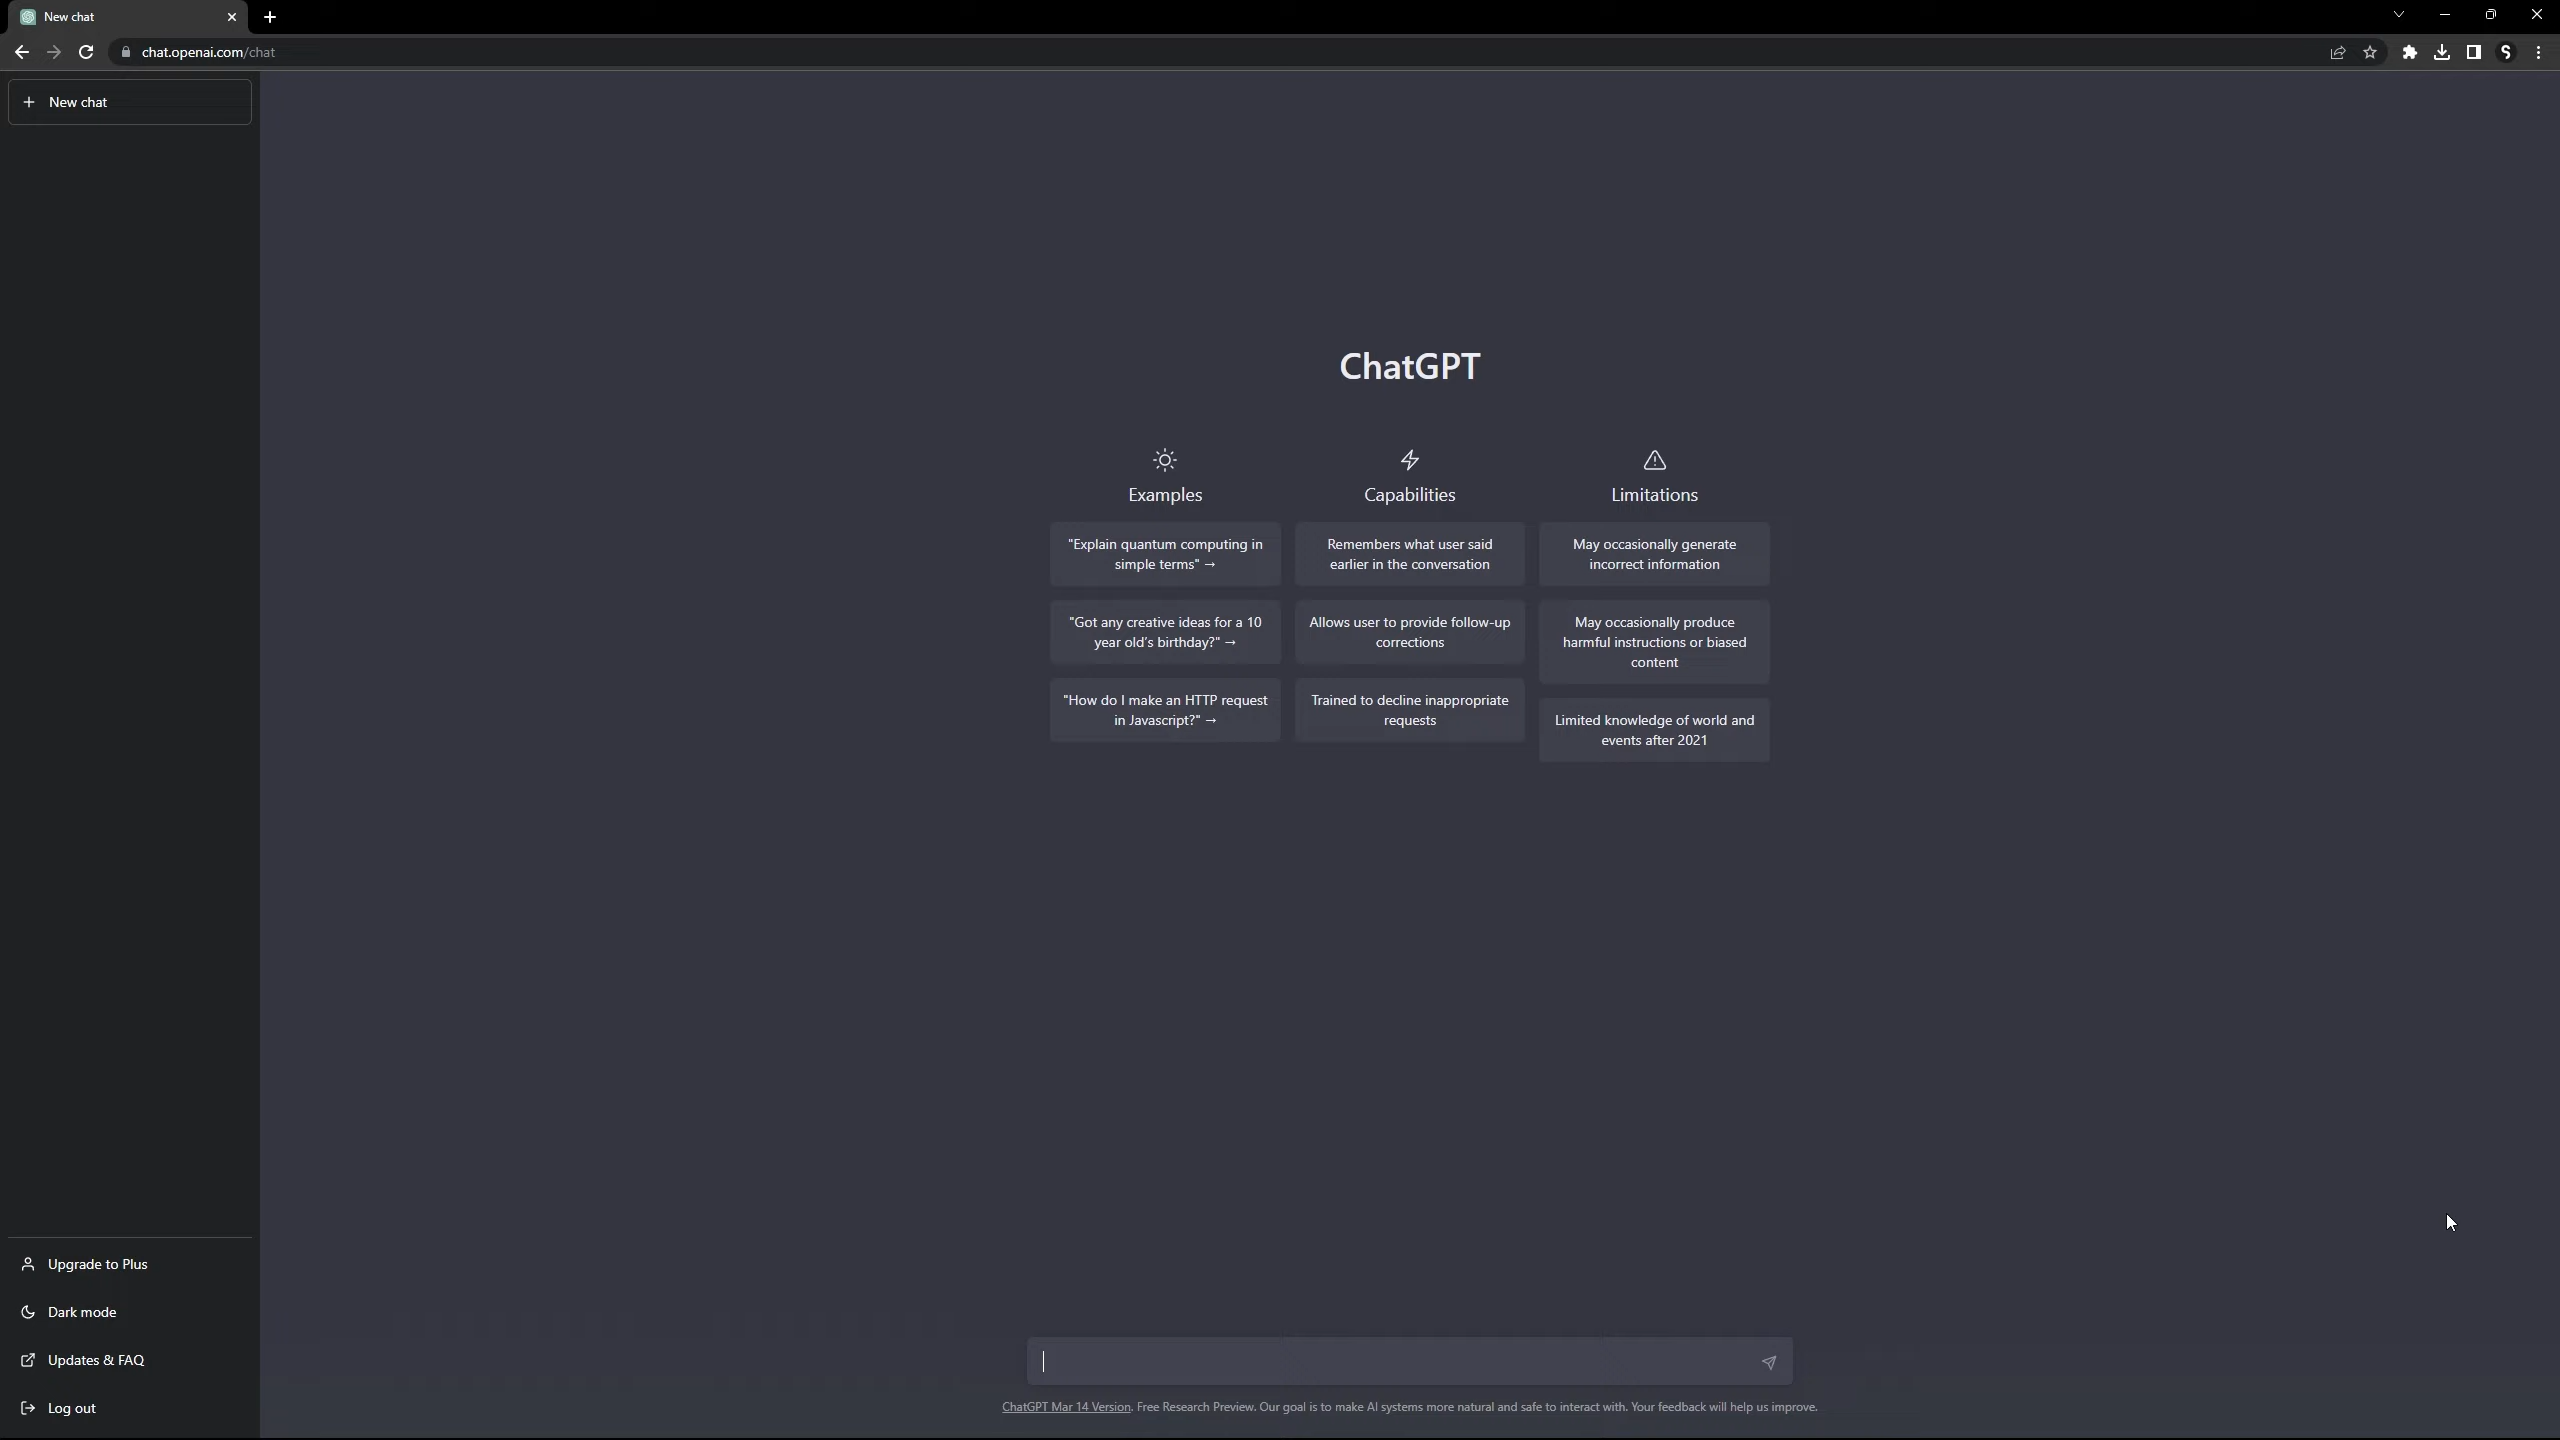 New chat
chat.openai.com/chat
New chat
ChatGPT
Examples
"Explain quantum computing in
simple terms" →
"Got any creative ideas for a 10
year old's birthday?" →
"How do I make an HTTP request
in Javascript?" →
Capabilities
Remembers what user said
earlier in the conversation
Allows user to provide follow-up
corrections
Trained to decline inappropriate
requests
Limitations
May occasionally generate
incorrect information
May occasionally produce
harmful instructions or biased
content
Limited knowledge of world and
events after 2021
Upgrade to Plus
Dark mode
Updates & FAQ
Log out
ChatGPT Mar 14 Version. Free Research Preview. Our goal is to make AI systems more natural and safe to interact with. Your feedback will help us improve.